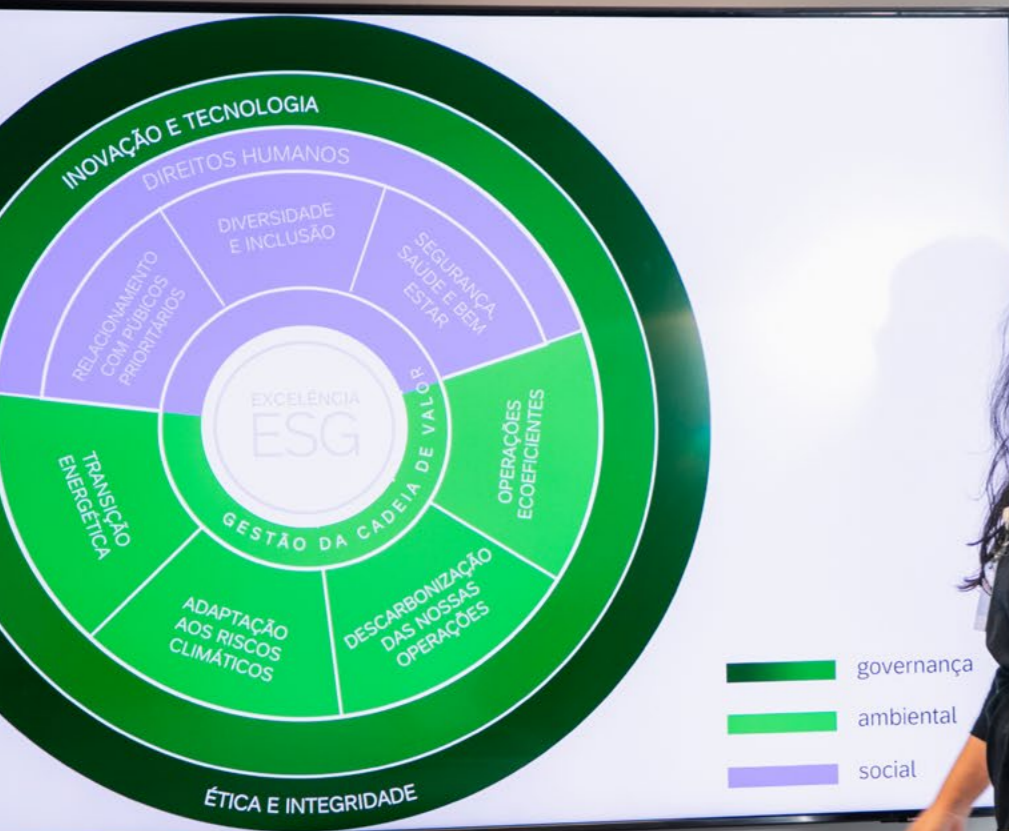 INOVAÇÃO E TECNOLOGIA
DIREITOS HUMANOS
DIVERSIDADE
E INCLUSÃO
RELACIONAMENTO
COM PÚBICOS
PRIORITÁRIOS
SEGURANÇA,
SAÚDE E BEM
ESTAR
EXCELÊNCIA
ESG
GESTÃO DA CADEIA DE VALOR
OPERAÇÕES
ECOEFICIENTES
TRANSIÇÃO
ENERGÉTICA
ADAPTAÇÃO
AOS RISCOS
CLIMÁTICOS
DESCARBONIZAÇÃO
DAS NOSSAS
OPERAÇÕES
ÉTICA E INTEGRIDADE
governança
ambiental
social